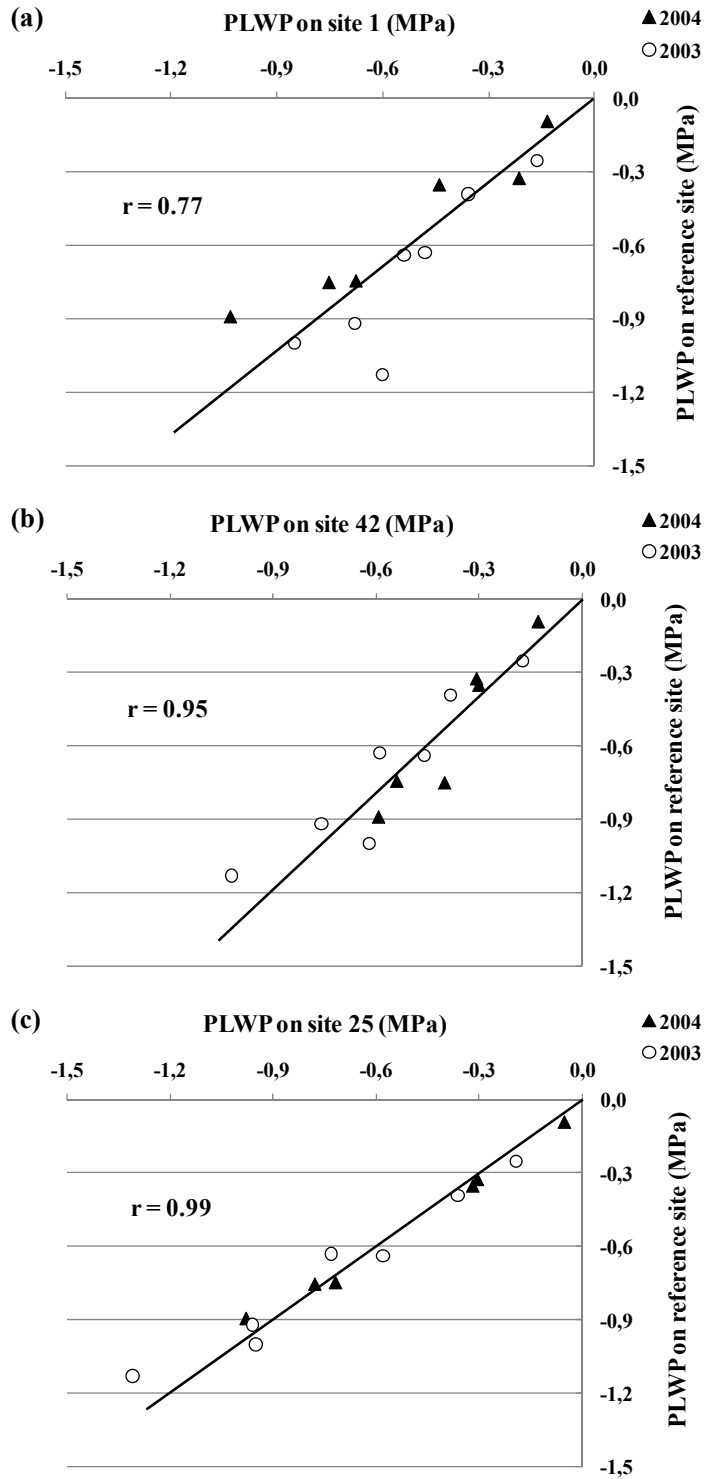 (a)
PLWP on site 1 (MPa)
▲ 2004
○ 2003
-1,5 -1,2 -0,9 -0,6 -0,3 0,0
0,0
-0,3
-0,6
-0,9
-1,2
-1,5
r = 0.77
PLWP on reference site (MPa)
(b)
PLWP on site 42 (MPa)
▲ 2004
○ 2003
-1,5 -1,2 -0,9 -0,6 -0,3 0,0
0,0
-0,3
-0,6
-0,9
-1,2
-1,5
r = 0.95
PLWP on reference site (MPa)
(c)
PLWP on site 25 (MPa)
▲ 2004
○ 2003
-1,5 -1,2 -0,9 -0,6 -0,3 0,0
0,0
-0,3
-0,6
-0,9
-1,2
-1,5
r = 0.99
PLWP on reference site (MPa)